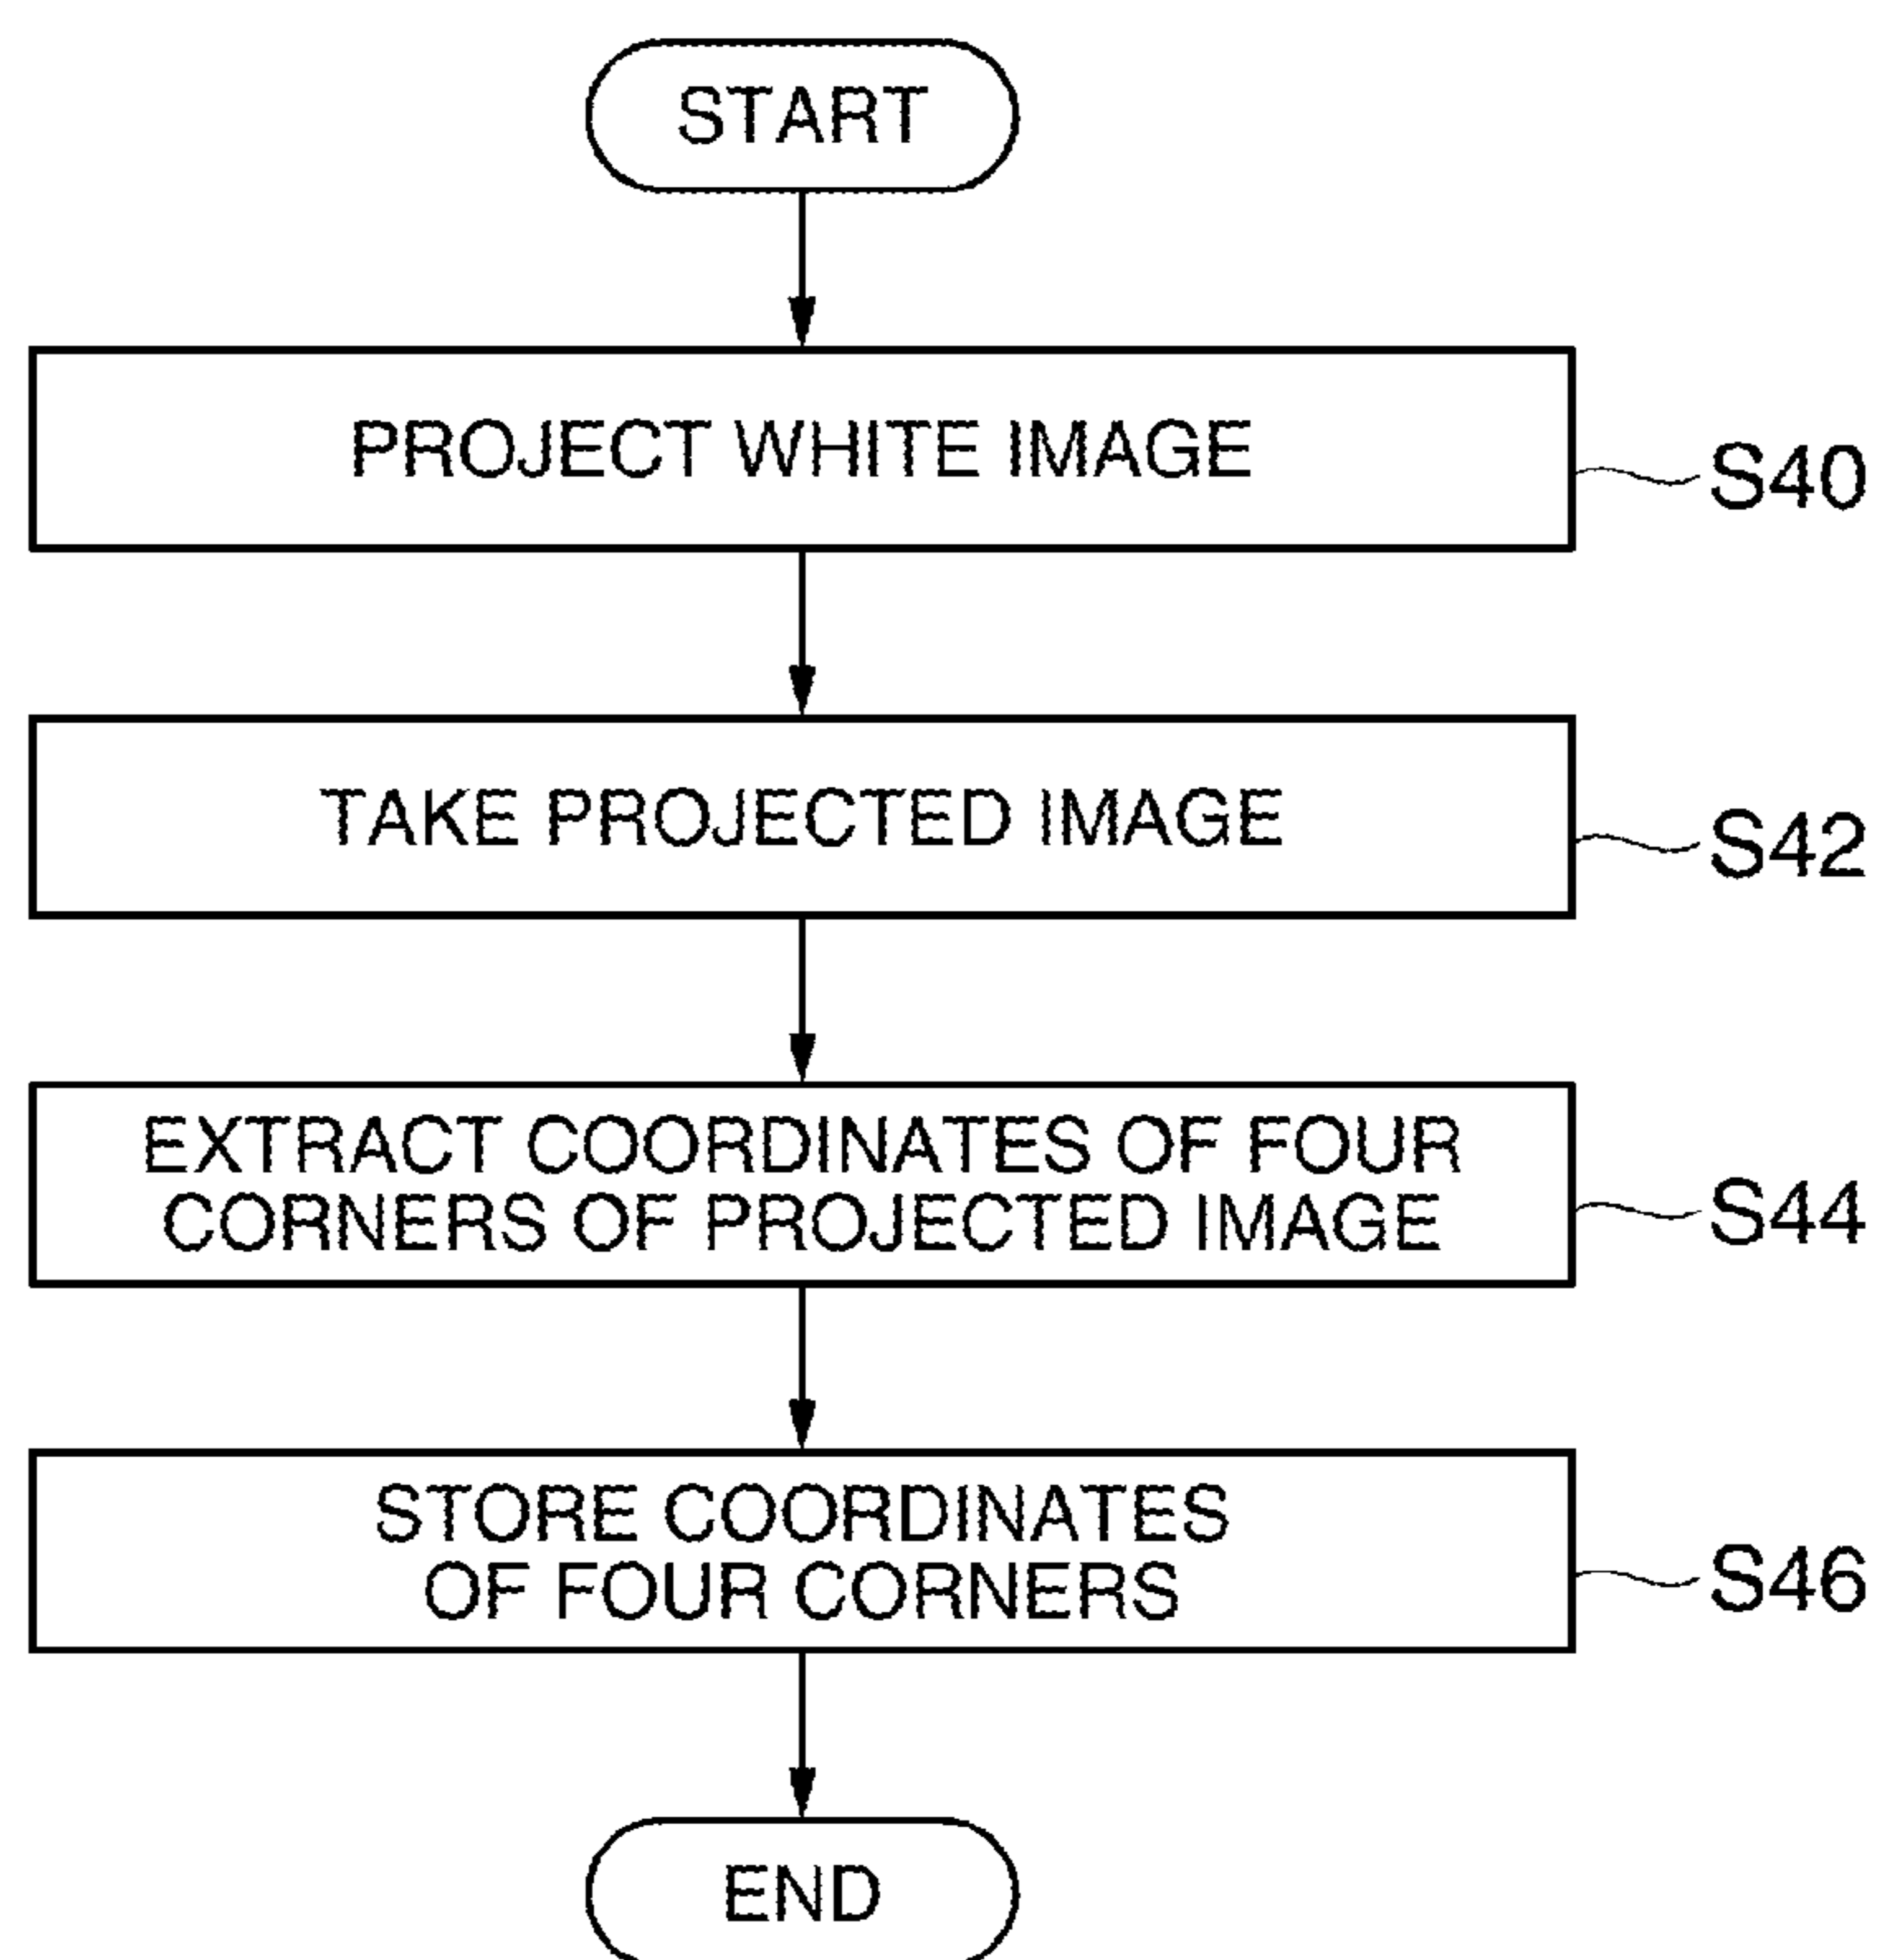 START
PROJECT WHITE IMAGE
S40
TAKE PROJECTED IMAGE
S42
EXTRACT COORDINATES OF FOUR
CORNERS OF PROJECTED IMAGE
S44
STORE COORDINATES
OF FOUR CORNERS
S46
END